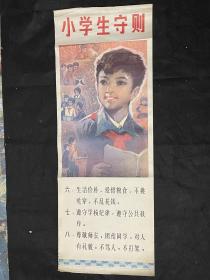 小学生守则
六、生活俭朴，爱惜粮食，不挑
吃穿，不乱花钱。
七、遵守学校纪律，遵守公共秩
序。
八、尊敬师长，团结同学，对人
有礼貌，不骂人，不打架。